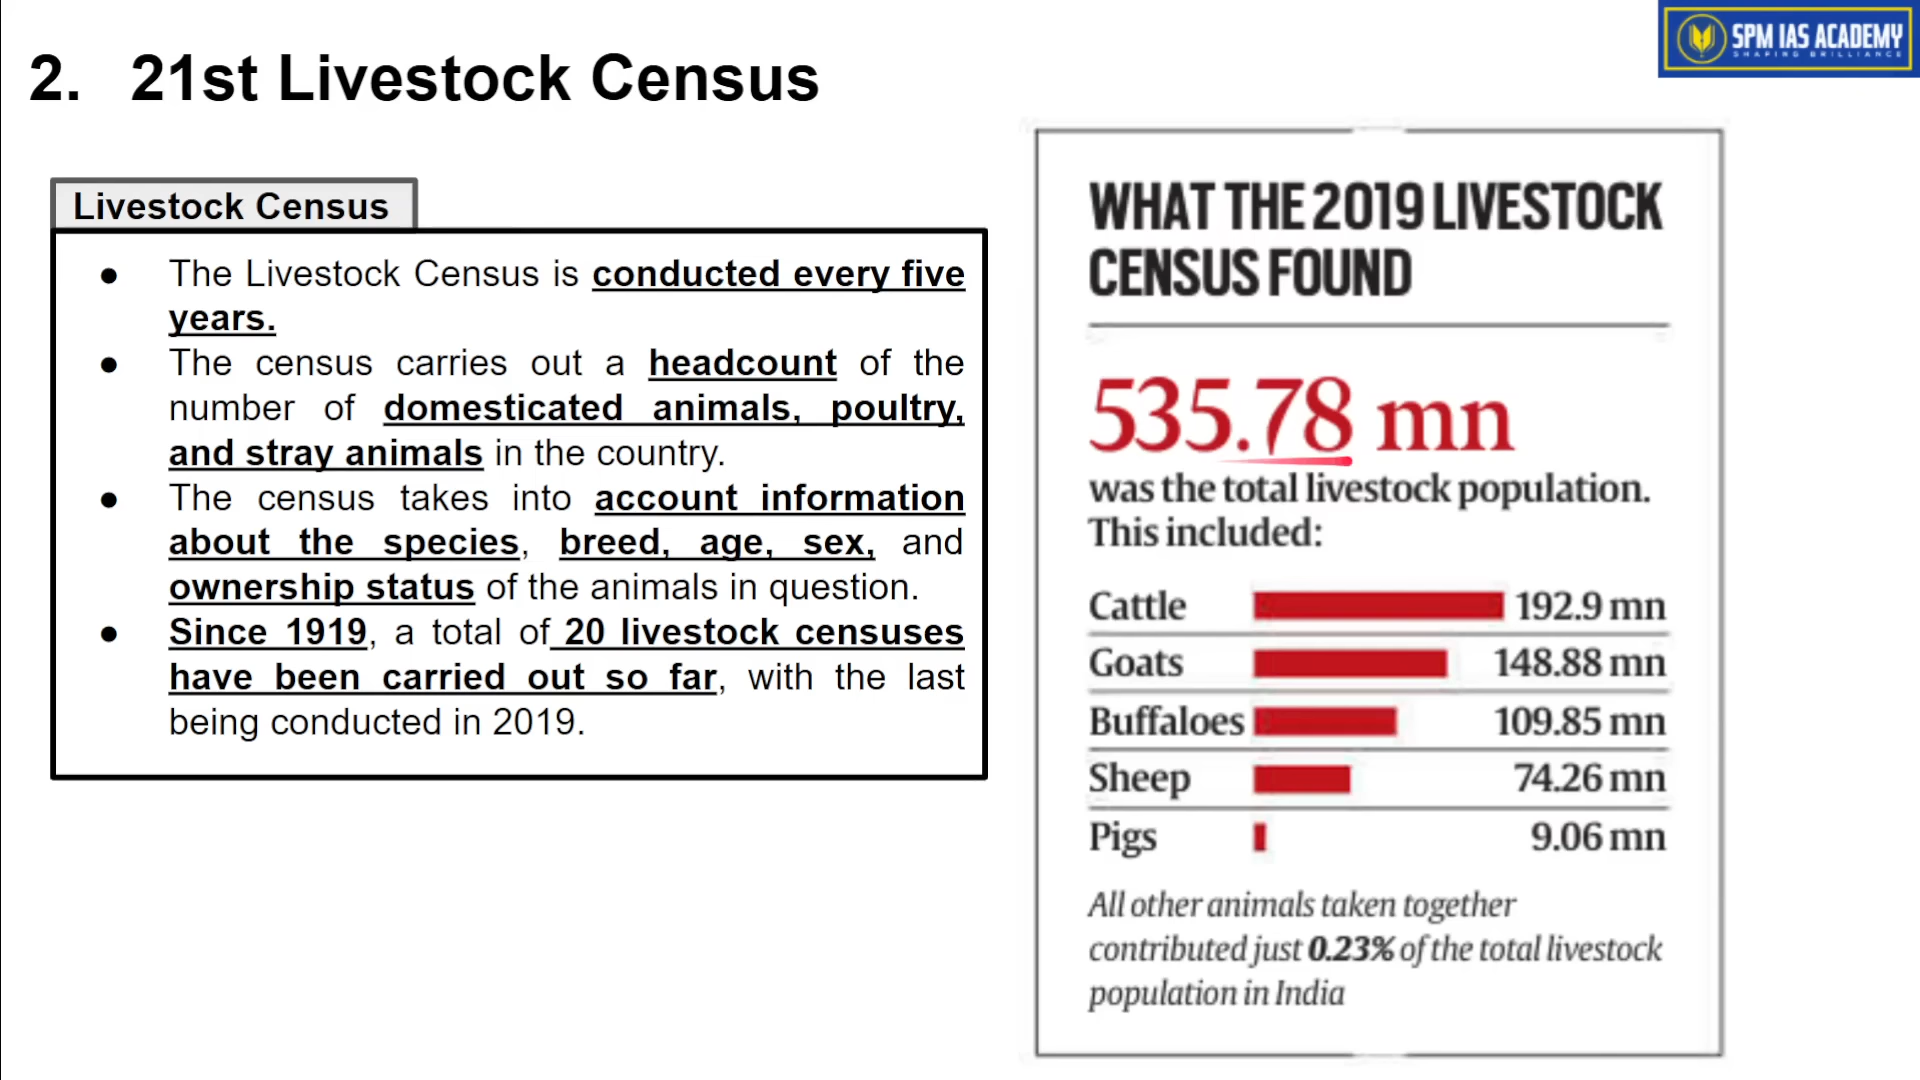 SPM IAS ACADEMY
SHAPING BRILLIANCE
2. 21st Livestock Census
Livestock Census
● The Livestock Census is conducted every five
years.
● The census carries out a headcount of the
number of domesticated animals, poultry,
and stray animals in the country.
● The census takes into account information
about the species, breed, age, sex, and
ownership status of the animals in question.
● Since 1919, a total of 20 livestock censuses
have been carried out so far, with the last
being conducted in 2019.
WHAT THE 2019 LIVESTOCK
CENSUS FOUND
535.78 mn
was the total livestock population.
This included:
Cattle 192.9 mn
Goats 148.88 mn
Buffaloes 109.85 mn
Sheep 74.26 mn
Pigs 9.06 mn
All other animals taken together
contributed just 0.23% of the total livestock
population in India